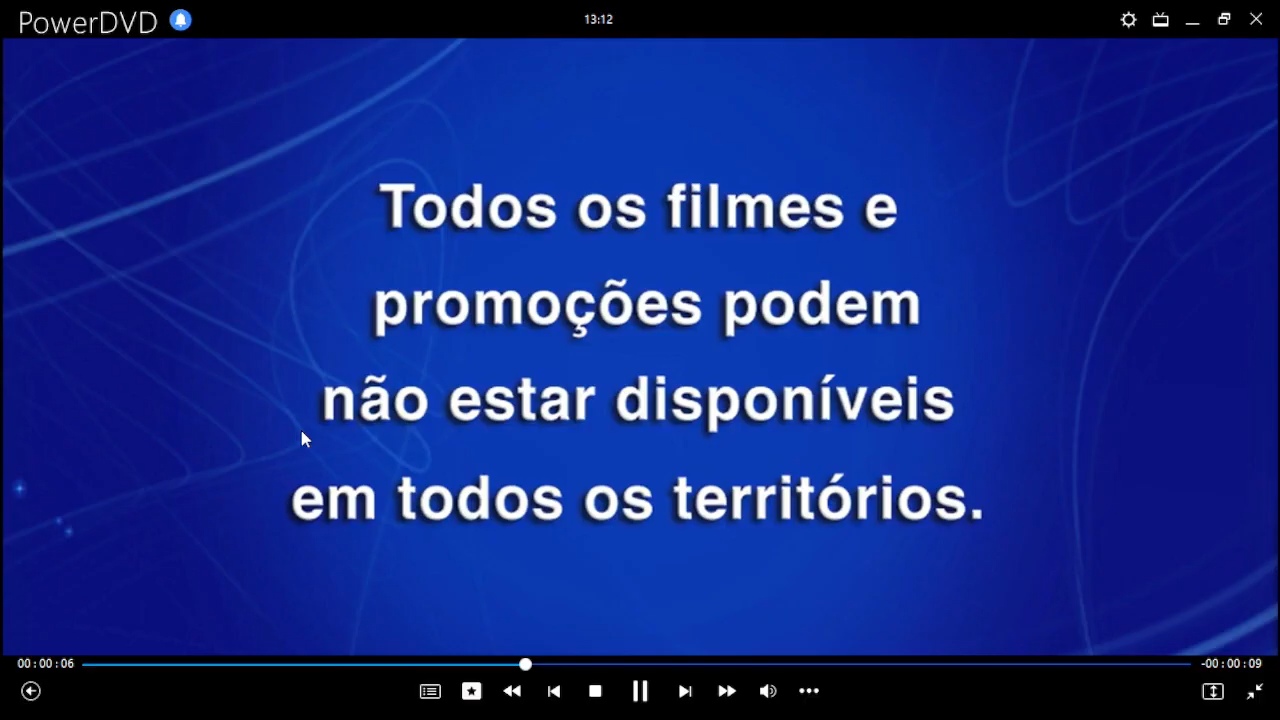 PowerDVD
13:12
Todos os filmes e
promoções podem
não estar disponíveis
em todos os territórios.
00:00:06
-00:00:09